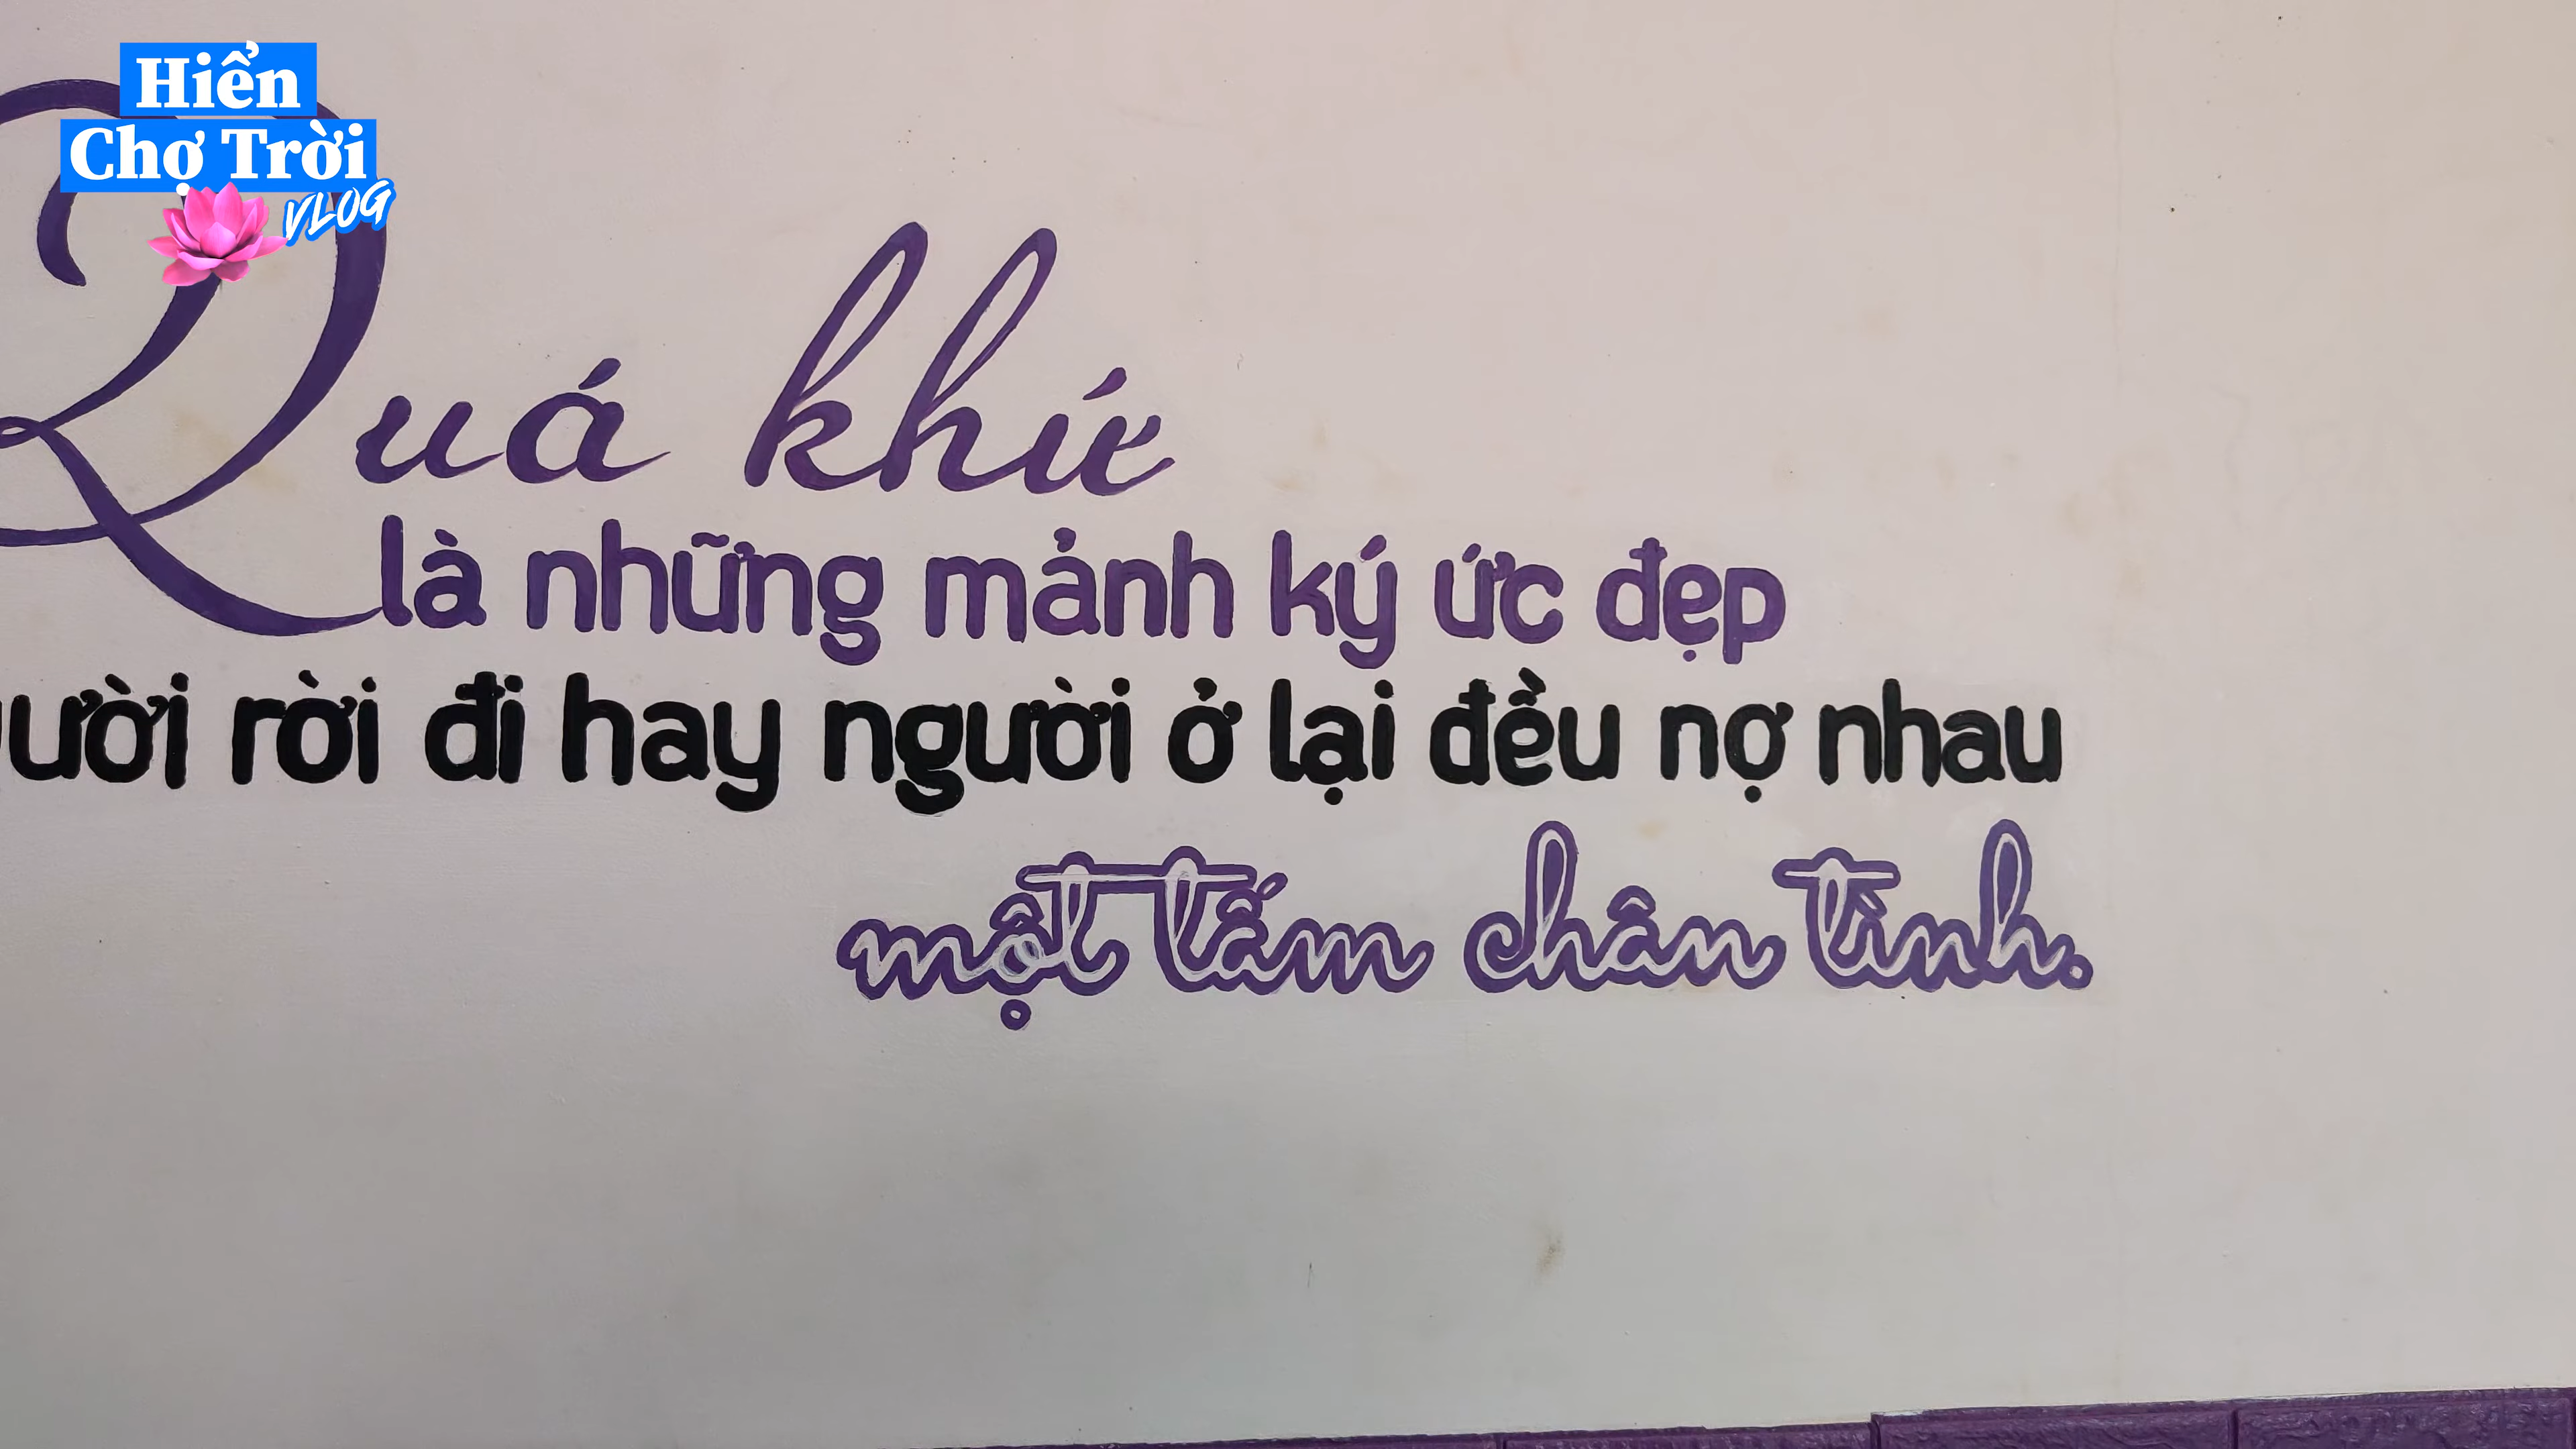 Hiển
Chợ Trời
VLOG
Quá khứ
là những mảnh ký ức đẹp
rời đi hay người ở lại đều nợ nhau
một tấm chân tình.